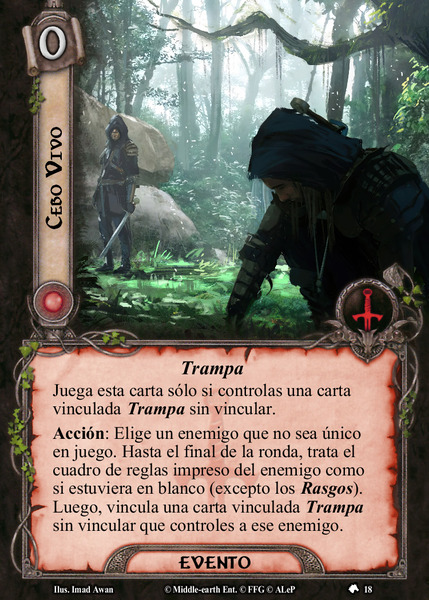 0
CEBO VIVO
Trampa
Juega esta carta sólo si controlas una carta
vinculada Trampa sin vincular.
Acción: Elige un enemigo que no sea único
en juego. Hasta el final de la ronda, trata el
cuadro de reglas impreso del enemigo como
si estuviera en blanco (excepto los Rasgos).
Luego, vincula una carta vinculada Trampa
sin vincular que controles a ese enemigo.
EVENTO
Ilus. Imad Awan © Middle-earth Ent. © FFG © ALeP 18